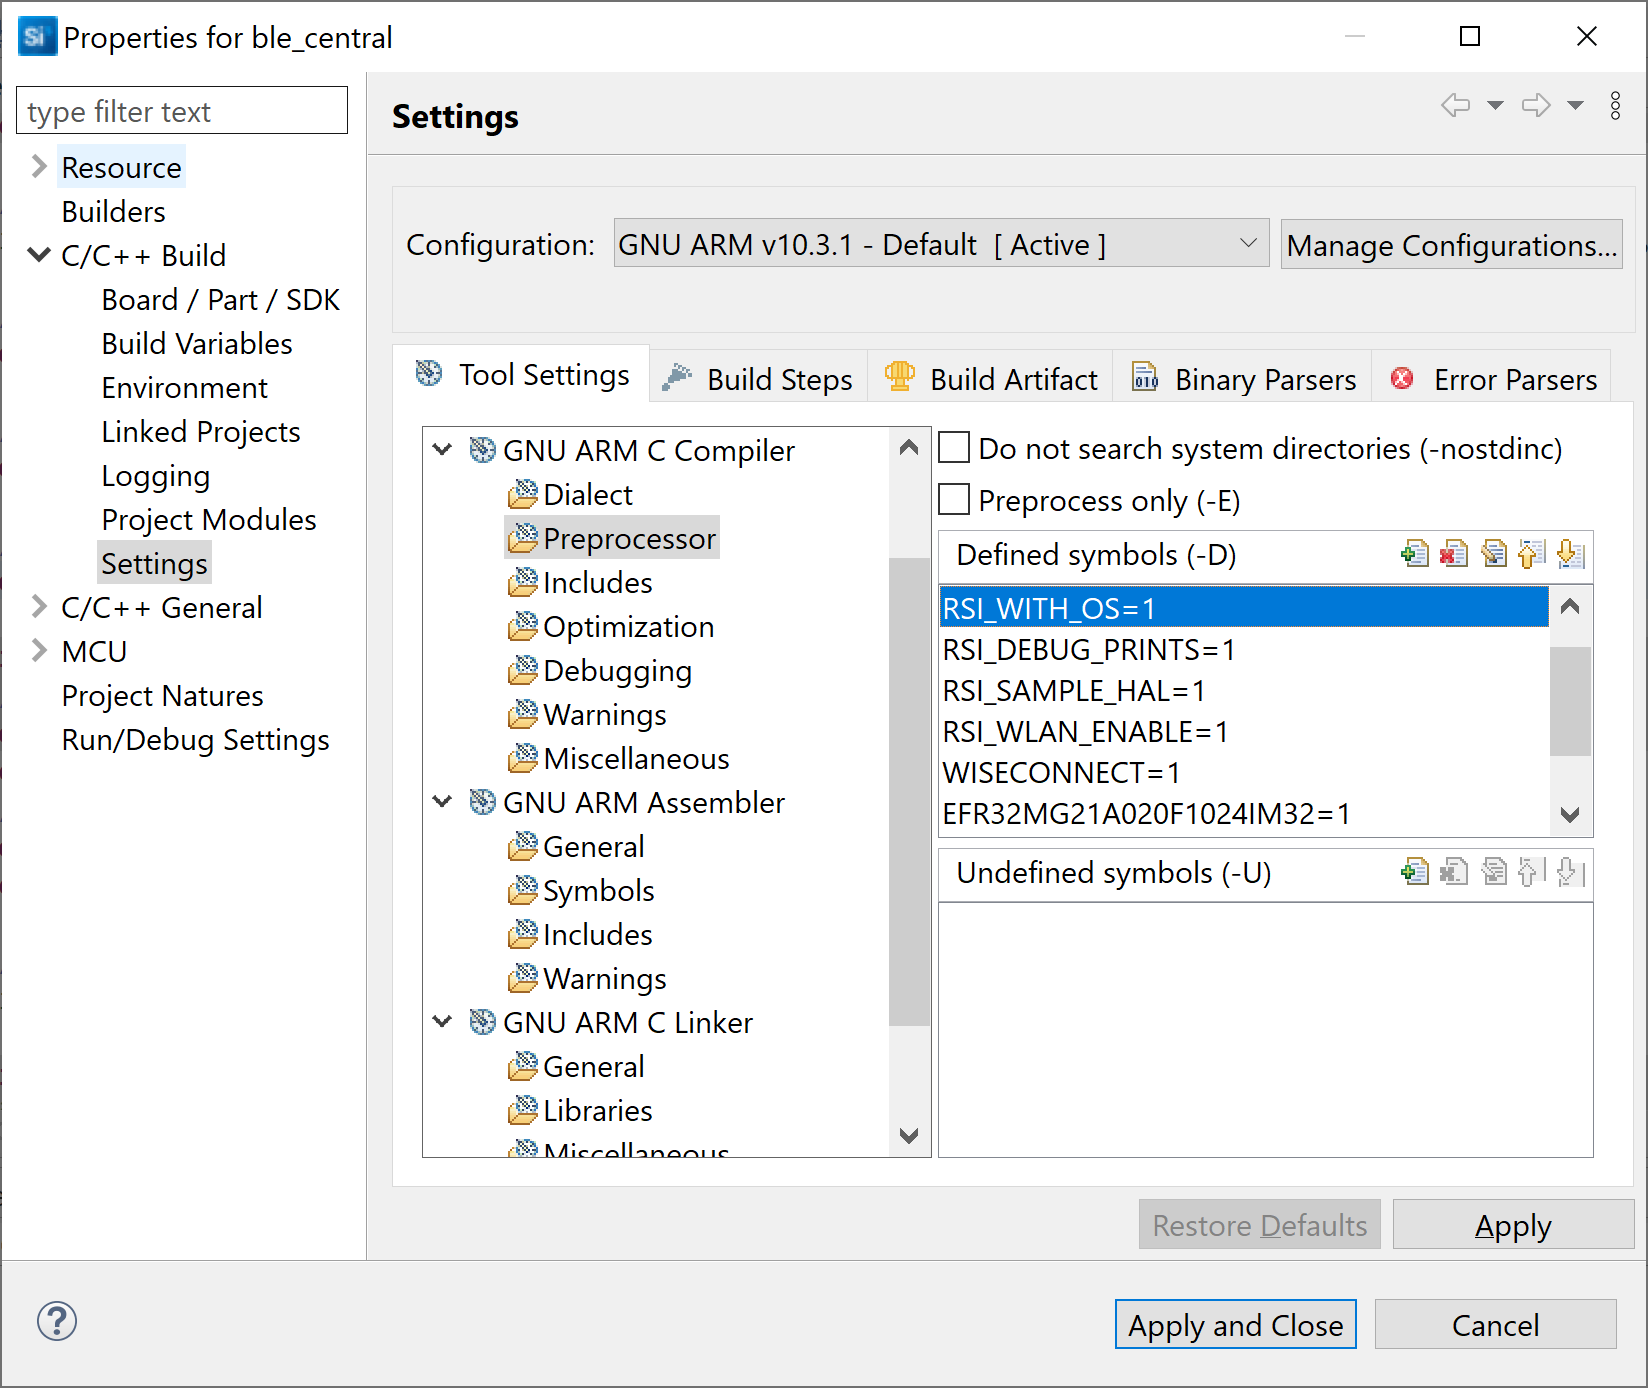 Si
Properties for ble_central
type filter text
Resource
Builders
C/C++ Build
Board / Part / SDK
Build Variables
Environment
Linked Projects
Logging
Project Modules
Settings
C/C++ General
MCU
Project Natures
Run/Debug Settings
Settings
Configuration: GNU ARM v10.3.1 - Default [ Active ] Manage Configurations...
Tool Settings Build Steps Build Artifact 010 Binary Parsers Error Parsers
GNU ARM C Compiler
Dialect
Preprocessor
Includes
Optimization
Debugging
Warnings
Miscellaneous
GNU ARM Assembler
General
Symbols
Includes
Warnings
GNU ARM C Linker
General
Libraries
Miscellaneous
Do not search system directories (-nostdinc)
Preprocess only (-E)
Defined symbols (-D)
RSI_WITH_OS=1
RSI_DEBUG_PRINTS=1
RSI_SAMPLE_HAL=1
RSI_WLAN_ENABLE=1
WISECONNECT=1
EFR32MG21A020F1024IM32=1
Undefined symbols (-U)
Restore Defaults Apply
? Apply and Close Cancel